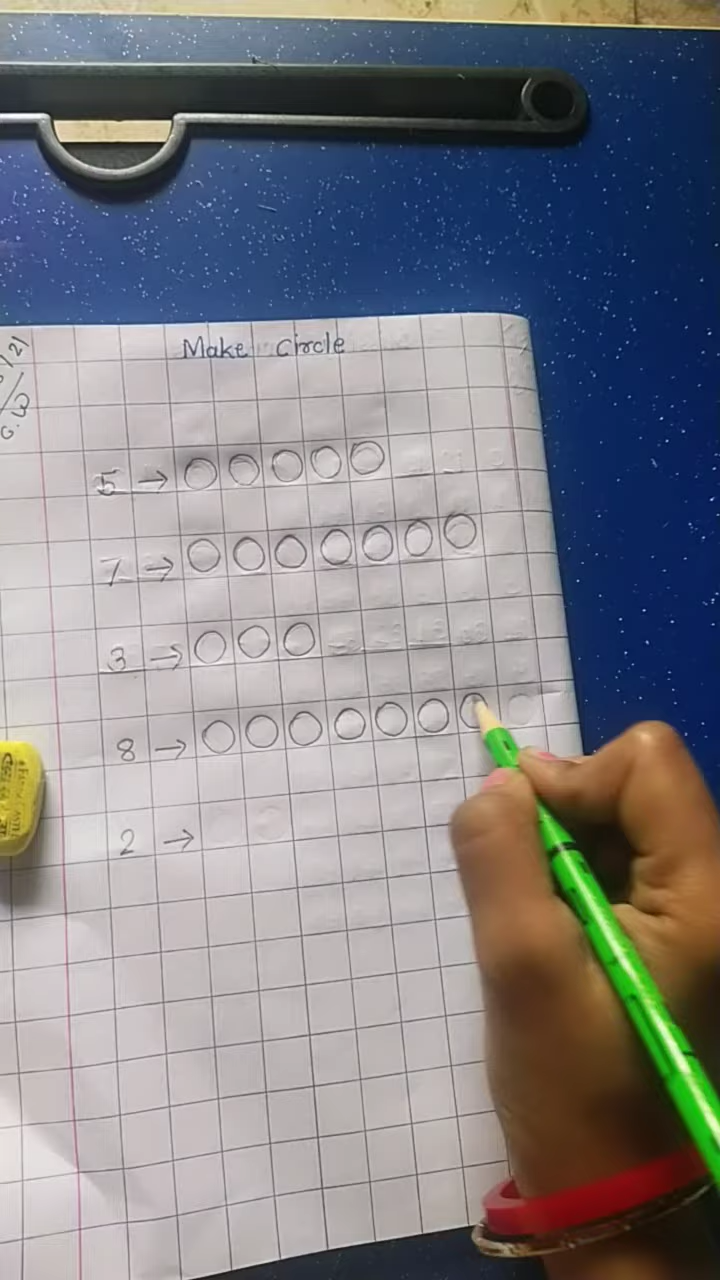 Make Circle
5 → ○ ○ ○ ○ ○
7 → ○ ○ ○ ○ ○ ○ ○
3 → ○ ○ ○
8 → ○ ○ ○ ○ ○ ○ ○
2 →